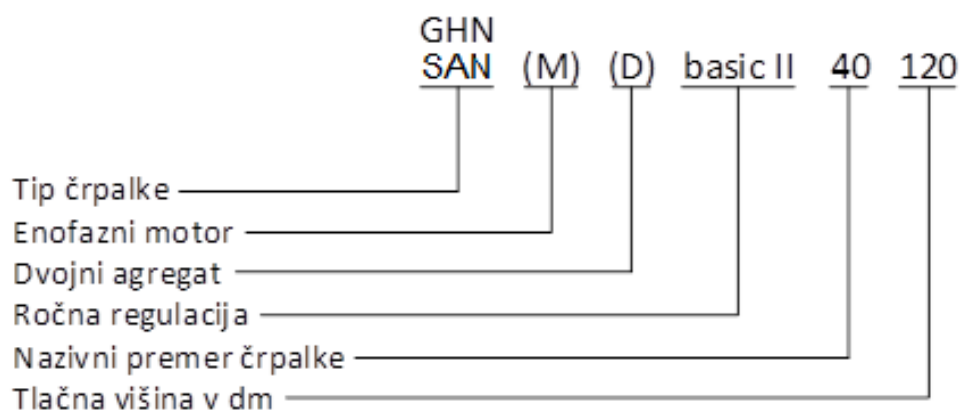 GHN
SAN (M) (D) basic II 40 120
Tip črpalke
Enofazni motor
Dvojni agregat
Ročna regulacija
Nazivni premer črpalke
Tlačna višina v dm